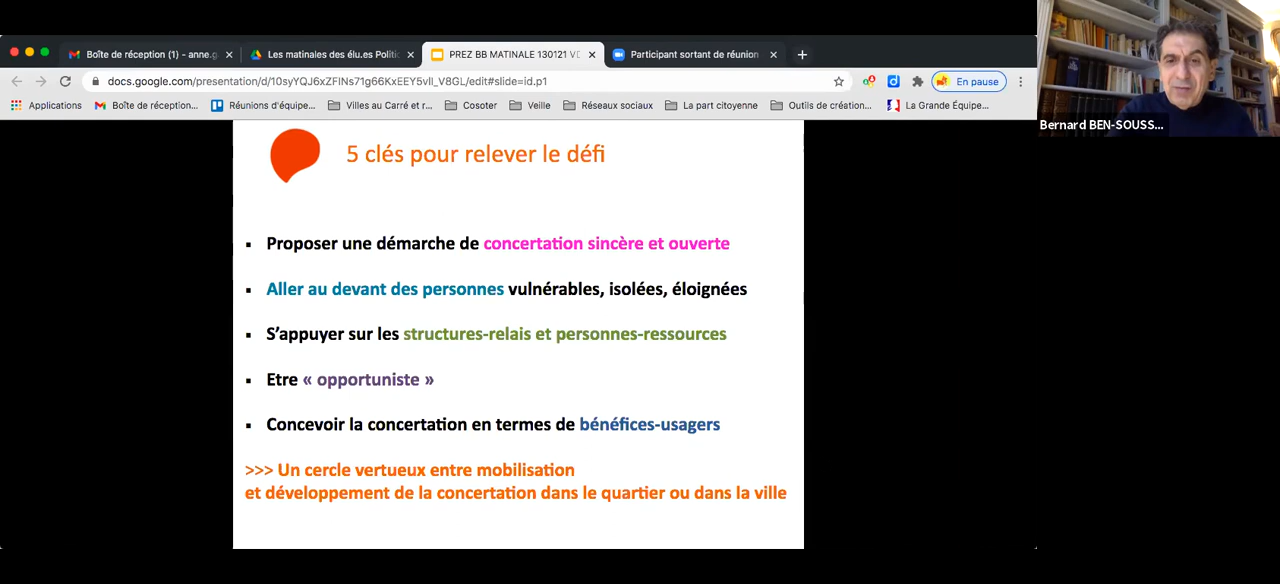 Boîte de réception (1) - anne.g
Les matinales des élu.es Politic
PREZ BB MATINALE 130121 VD
Participant sortant de réunion
docs.google.com/presentation/d/10syYQJ6xZFINs71g66KxEEY5vII_V8GL/edit#slide=id.p1
En pause
Applications
Boîte de réception...
Réunions d'équipe...
Villes au Carré et r...
Cosoter
Veille
Réseaux sociaux
La part citoyenne
Outils de création...
La Grande Équipe...
Bernard BEN-SOUSS...
5 clés pour relever le défi
▪ Proposer une démarche de concertation sincère et ouverte
▪ Aller au devant des personnes vulnérables, isolées, éloignées
▪ S'appuyer sur les structures-relais et personnes-ressources
▪ Etre « opportuniste »
▪ Concevoir la concertation en termes de bénéfices-usagers
>>> Un cercle vertueux entre mobilisation
et développement de la concertation dans le quartier ou dans la ville